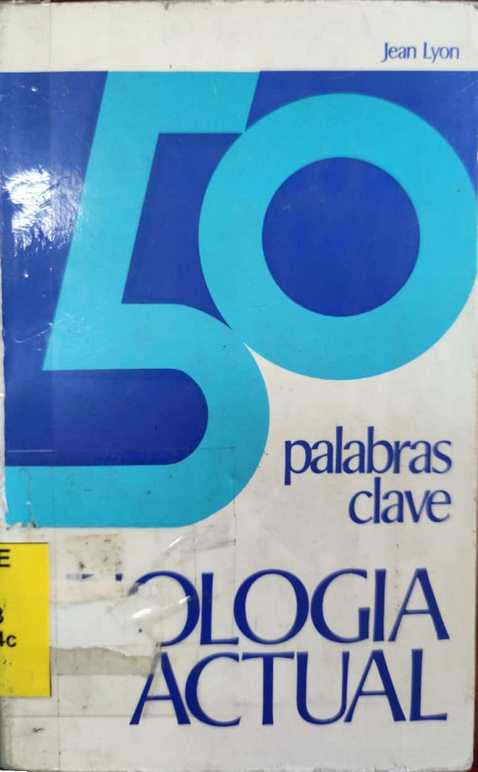 Jean Lyon
50
palabras
clave
OLOGIA
ACTUAL
E
4c